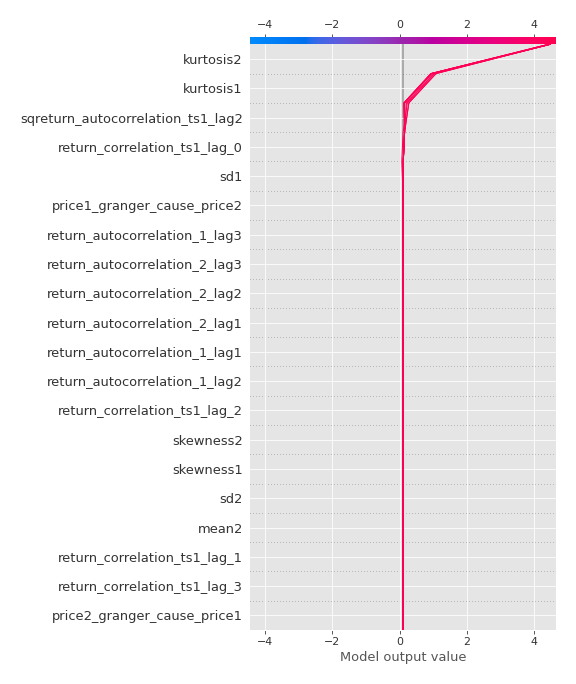 −4 −2 0 2 4
kurtosis2
kurtosis1
sqreturn_autocorrelation_ts1_lag2
return_correlation_ts1_lag_0
sd1
price1_granger_cause_price2
return_autocorrelation_1_lag3
return_autocorrelation_2_lag3
return_autocorrelation_2_lag2
return_autocorrelation_2_lag1
return_autocorrelation_1_lag1
return_autocorrelation_1_lag2
return_correlation_ts1_lag_2
skewness2
skewness1
sd2
mean2
return_correlation_ts1_lag_1
return_correlation_ts1_lag_3
price2_granger_cause_price1
−4 −2 0 2 4
Model output value